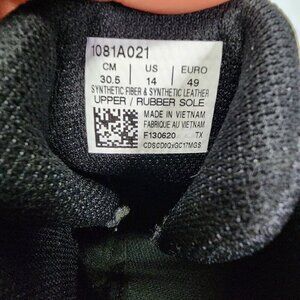 1081A021
CM US EURO
30.5 14 49
SYNTHETIC FIBER & SYNTHETIC LEATHER
UPPER / RUBBER SOLE
MADE IN VIETNAM
FABRIQUE AU VIETNAM
F130620 TX